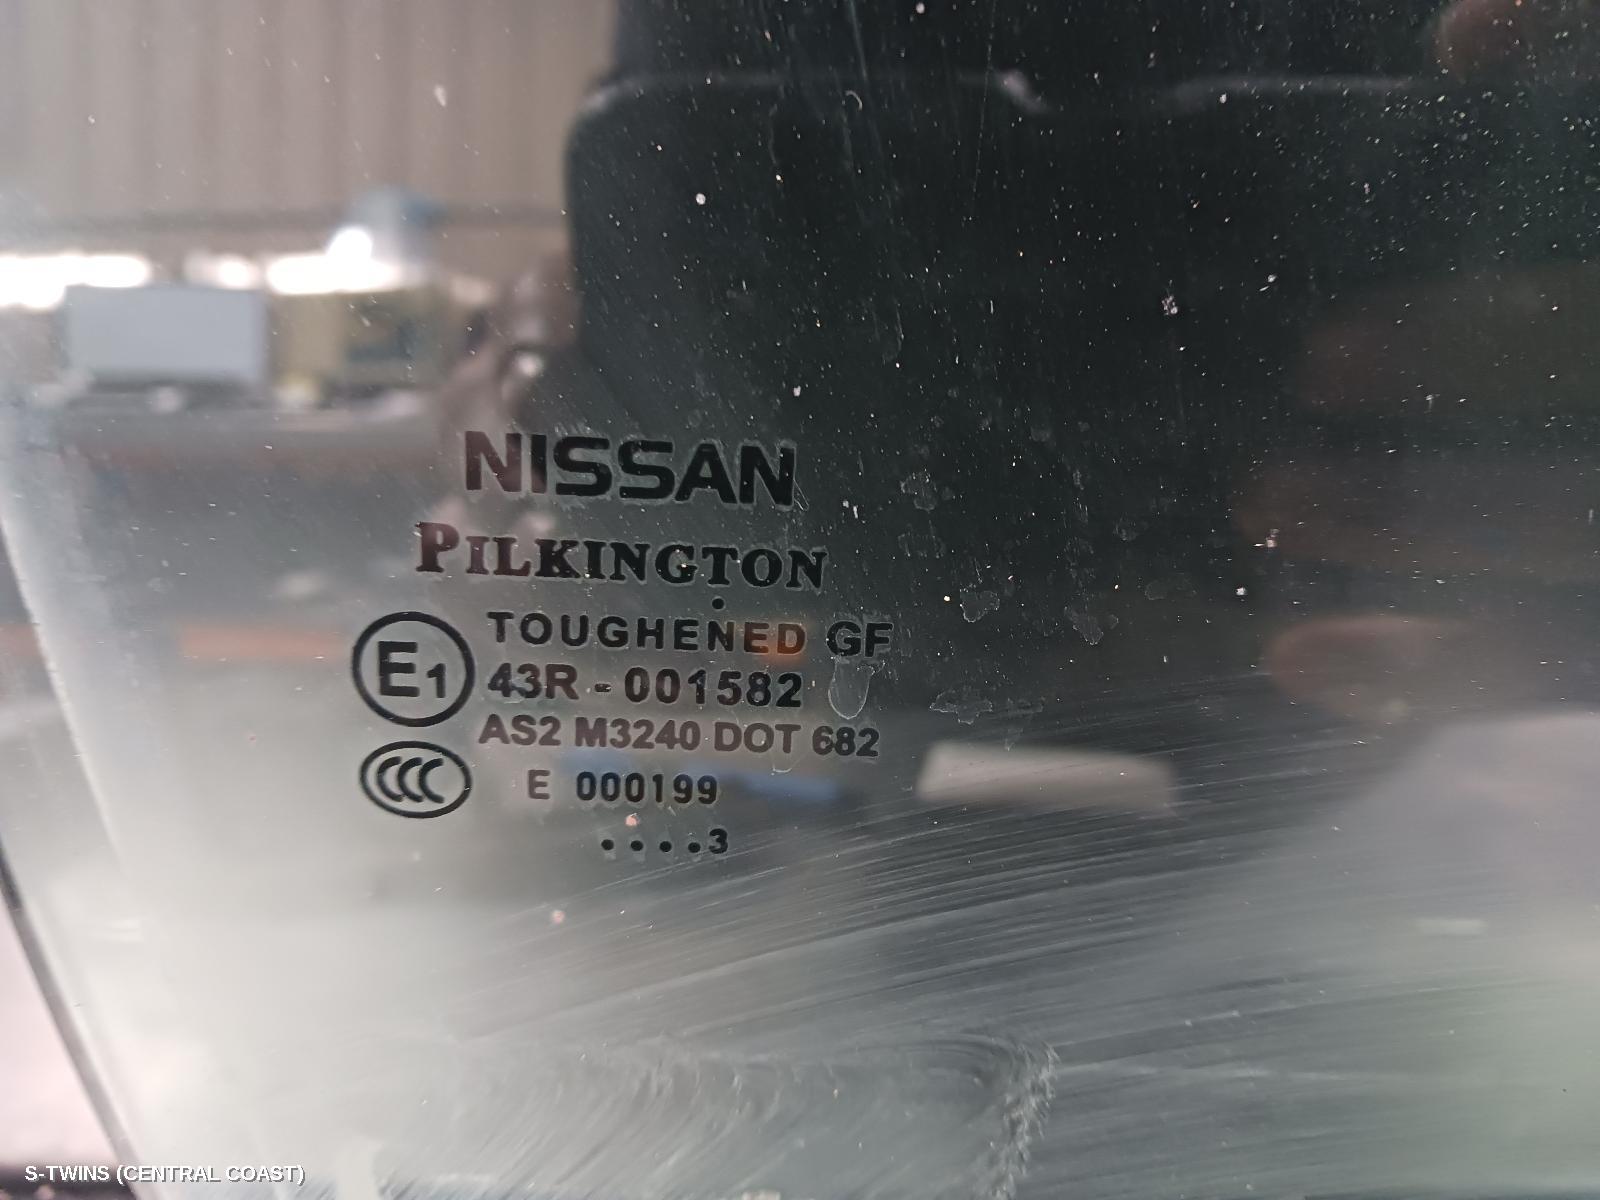 NISSAN
PILKINGTON
TOUGHENED GF
E1 43R - 001582
AS2 M3240 DOT 682
CCC E 000199
....3
S-TWINS (CENTRAL COAST)